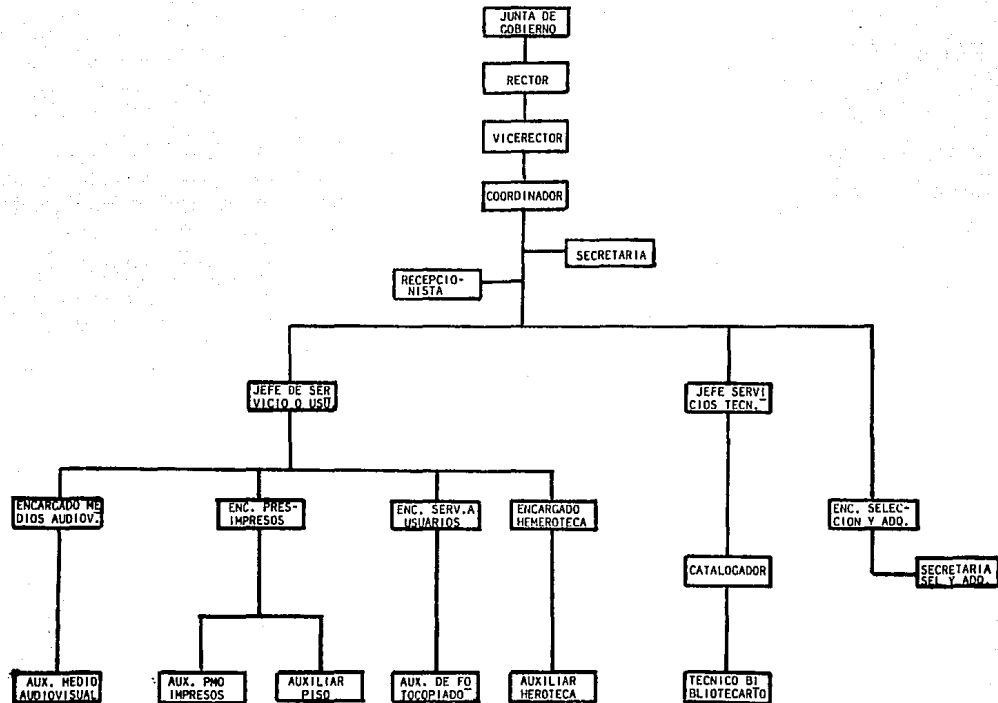 JUNTA DE
GOBIERNO
RECTOR
VICERECTOR
COORDINADOR
SECRETARIA
RECEPCIO-
NISTA
JEFE DE SER
VICIO O USU
JEFE SERVI
CIOS TECN.
ENCARGADO ME
DIOS AUDIOV.
ENC. PRES-
IMPRESOS
ENC. SERV.A
USUARIOS
ENCARGADO
HEMEROTECA
ENC. SELEC-
CION Y ADQ.
CATALOGADOR
SECRETARIA
SEL Y ADQ.
AUX. MEDIO
AUDIOVISUAL
AUX. PMO
IMPRESOS
AUXILIAR
PISO
AUX. DE FO
TOCOPIADO
AUXILIAR
HEROTECA
TECNICO BI
BLIOTECARIO